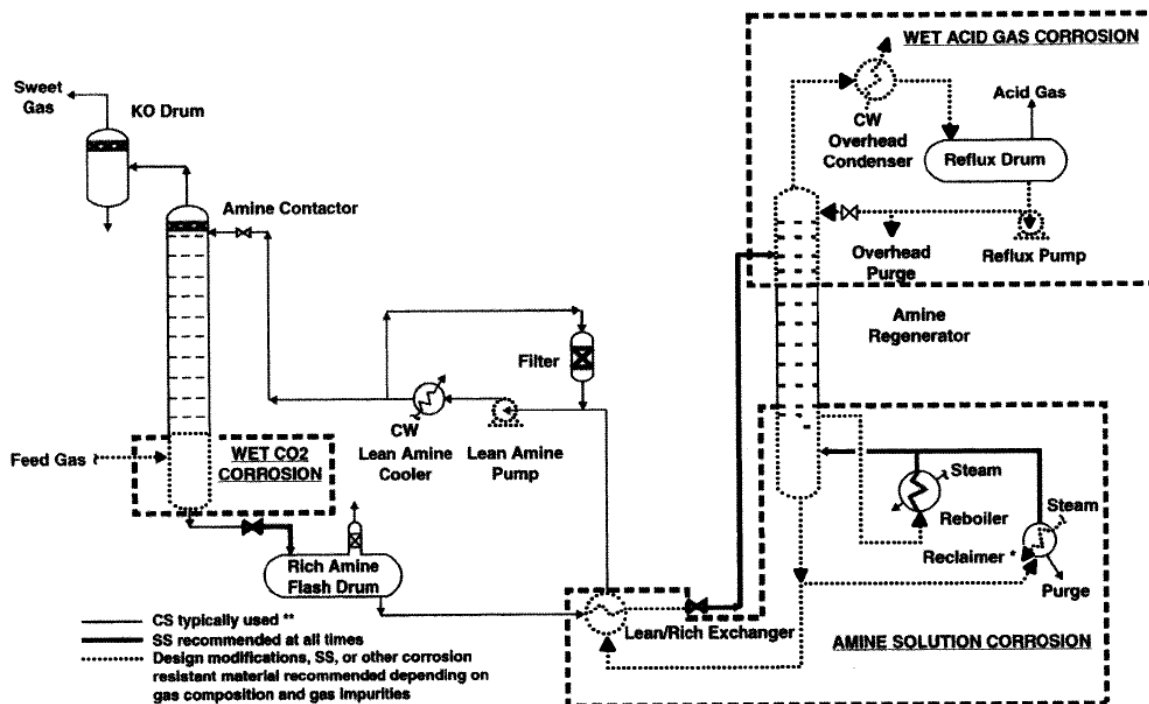 WET ACID GAS CORROSION
Sweet
Gas
KO Drum
Acid Gas
CW
Overhead
Condenser
Reflux Drum
Amine Contactor
Overhead
Purge
Reflux Pump
Amine
Regenerator
Filter
Feed Gas
WET CO2
CORROSION
CW
Lean Amine
Cooler
Lean Amine
Pump
Steam
Reboiler
Steam
Reclaimer *
Purge
Rich Amine
Flash Drum
Lean/Rich Exchanger
AMINE SOLUTION CORROSION
CS typically used **
SS recommended at all times
Design modifications, SS, or other corrosion
resistant material recommended depending on
gas composition and gas impurities